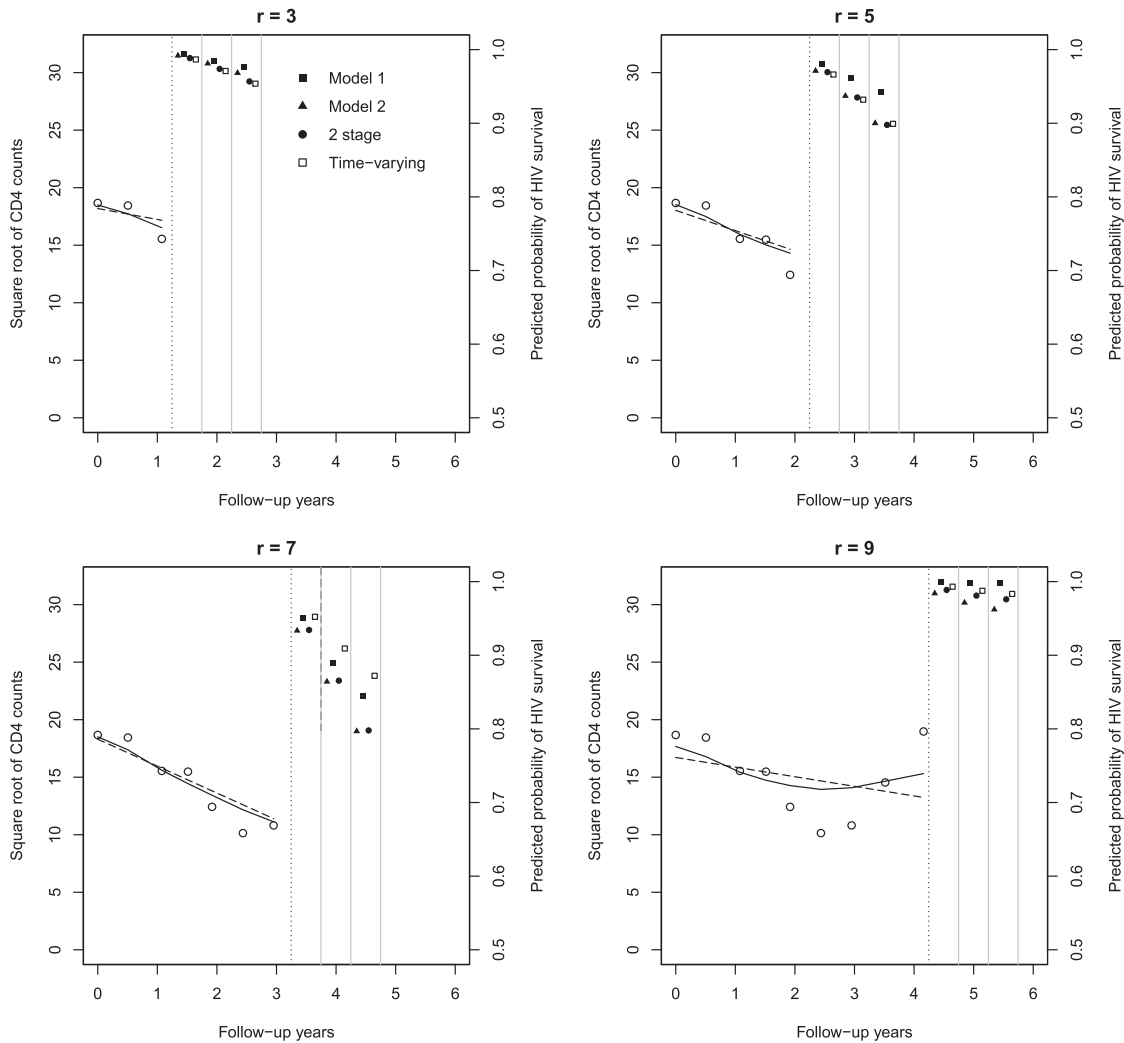 r = 3
Square root of CD4 counts
0 5 10 15 20 25 30
Model 1
Model 2
2 stage
Time−varying
0.5 0.6 0.7 0.8 0.9 1.0
Predicted probability of HIV survival
0 1 2 3 4 5 6
Follow−up years
r = 5
Square root of CD4 counts
0 5 10 15 20 25 30
0.5 0.6 0.7 0.8 0.9 1.0
Predicted probability of HIV survival
0 1 2 3 4 5 6
Follow−up years
r = 7
Square root of CD4 counts
0 5 10 15 20 25 30
0.5 0.6 0.7 0.8 0.9 1.0
Predicted probability of HIV survival
0 1 2 3 4 5 6
Follow−up years
r = 9
Square root of CD4 counts
0 5 10 15 20 25 30
0.5 0.6 0.7 0.8 0.9 1.0
Predicted probability of HIV survival
0 1 2 3 4 5 6
Follow−up years